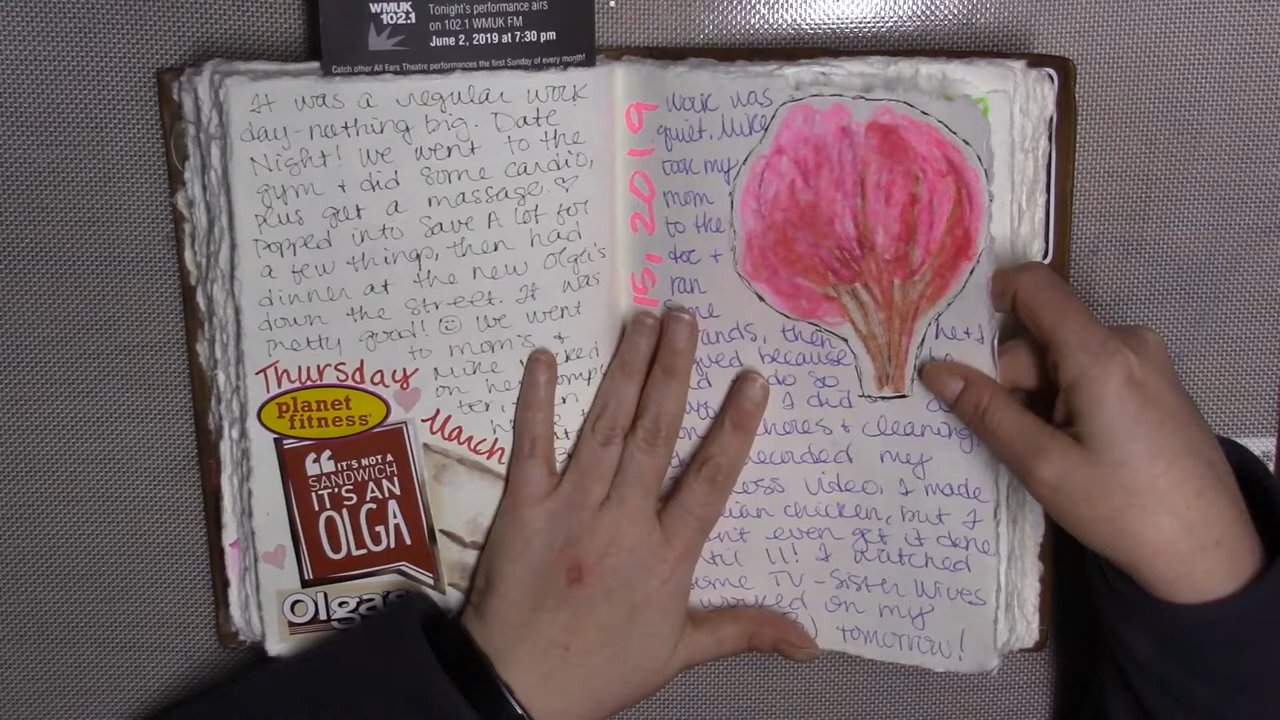 WMUK
102.1
Tonight's performance airs
on 102.1 WMUK FM
June 2, 2019 at 7:30 pm
Catch other All Ears Theatre performances the first Sunday of every month!
It was a regular work
day-nothing big. Date
Night! We went to the
gym + did some cardio,
plus got a massage. ♡
Popped into Save A Lot for
a few things, then had
dinner at the new Olga's
down the street. It was
pretty good! ☺ We went
to mom's +
Mike
on her
Thursday
planet
fitness®
March
“IT'S NOT A
SANDWICH
IT'S AN
OLGA
Olga's
15, 2019
Work was
quiet. Mike
took my
mom
to the
doc +
ran
then he + I
because
do so
I did
chores + cleaning,
recorded my
video. I made
chicken, but I
even get it done
11! I watched
some TV - Sister Wives
worked on my
tomorrow!